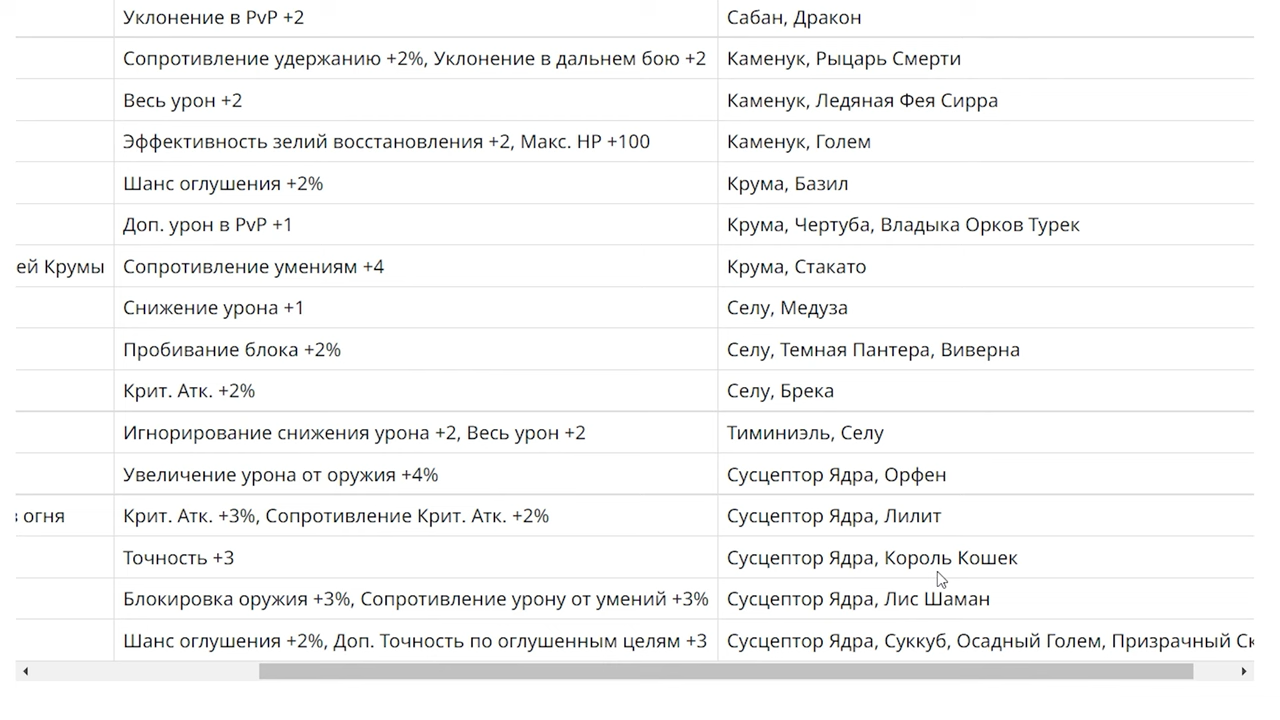 Уклонение в PvP +2 Сабан, Дракон
Сопротивление удержанию +2%, Уклонение в дальнем бою +2 Каменук, Рыцарь Смерти
Весь урон +2 Каменук, Ледяная Фея Сирра
Эффективность зелий восстановления +2, Макс. HP +100 Каменук, Голем
Шанс оглушения +2% Крума, Базил
Доп. урон в PvP +1 Крума, Чертуба, Владыка Орков Турек
ей Крумы Сопротивление умениям +4 Крума, Стакато
Снижение урона +1 Селу, Медуза
Пробивание блока +2% Селу, Темная Пантера, Виверна
Крит. Атк. +2% Селу, Брека
Игнорирование снижения урона +2, Весь урон +2 Тиминиэль, Селу
Увеличение урона от оружия +4% Сусцептор Ядра, Орфен
огня Крит. Атк. +3%, Сопротивление Крит. Атк. +2% Сусцептор Ядра, Лилит
Точность +3 Сусцептор Ядра, Король Кошек
Блокировка оружия +3%, Сопротивление урону от умений +3% Сусцептор Ядра, Лис Шаман
Шанс оглушения +2%, Доп. Точность по оглушенным целям +3 Сусцептор Ядра, Суккуб, Осадный Голем, Призрачный Ск